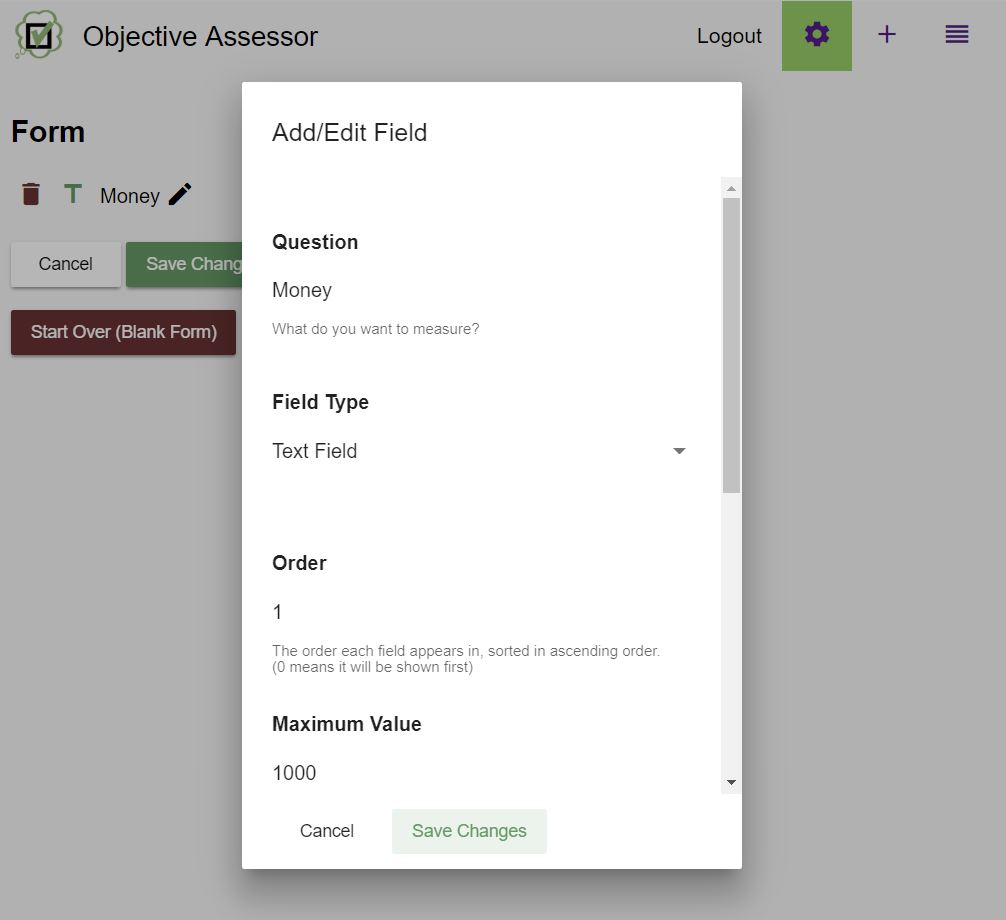 Objective Assessor
Logout
Form
T Money
Cancel
Save Chang
Start Over (Blank Form)
Add/Edit Field
Question
Money
What do you want to measure?
Field Type
Text Field
Order
1
The order each field appears in, sorted in ascending order.
(0 means it will be shown first)
Maximum Value
1000
Cancel
Save Changes